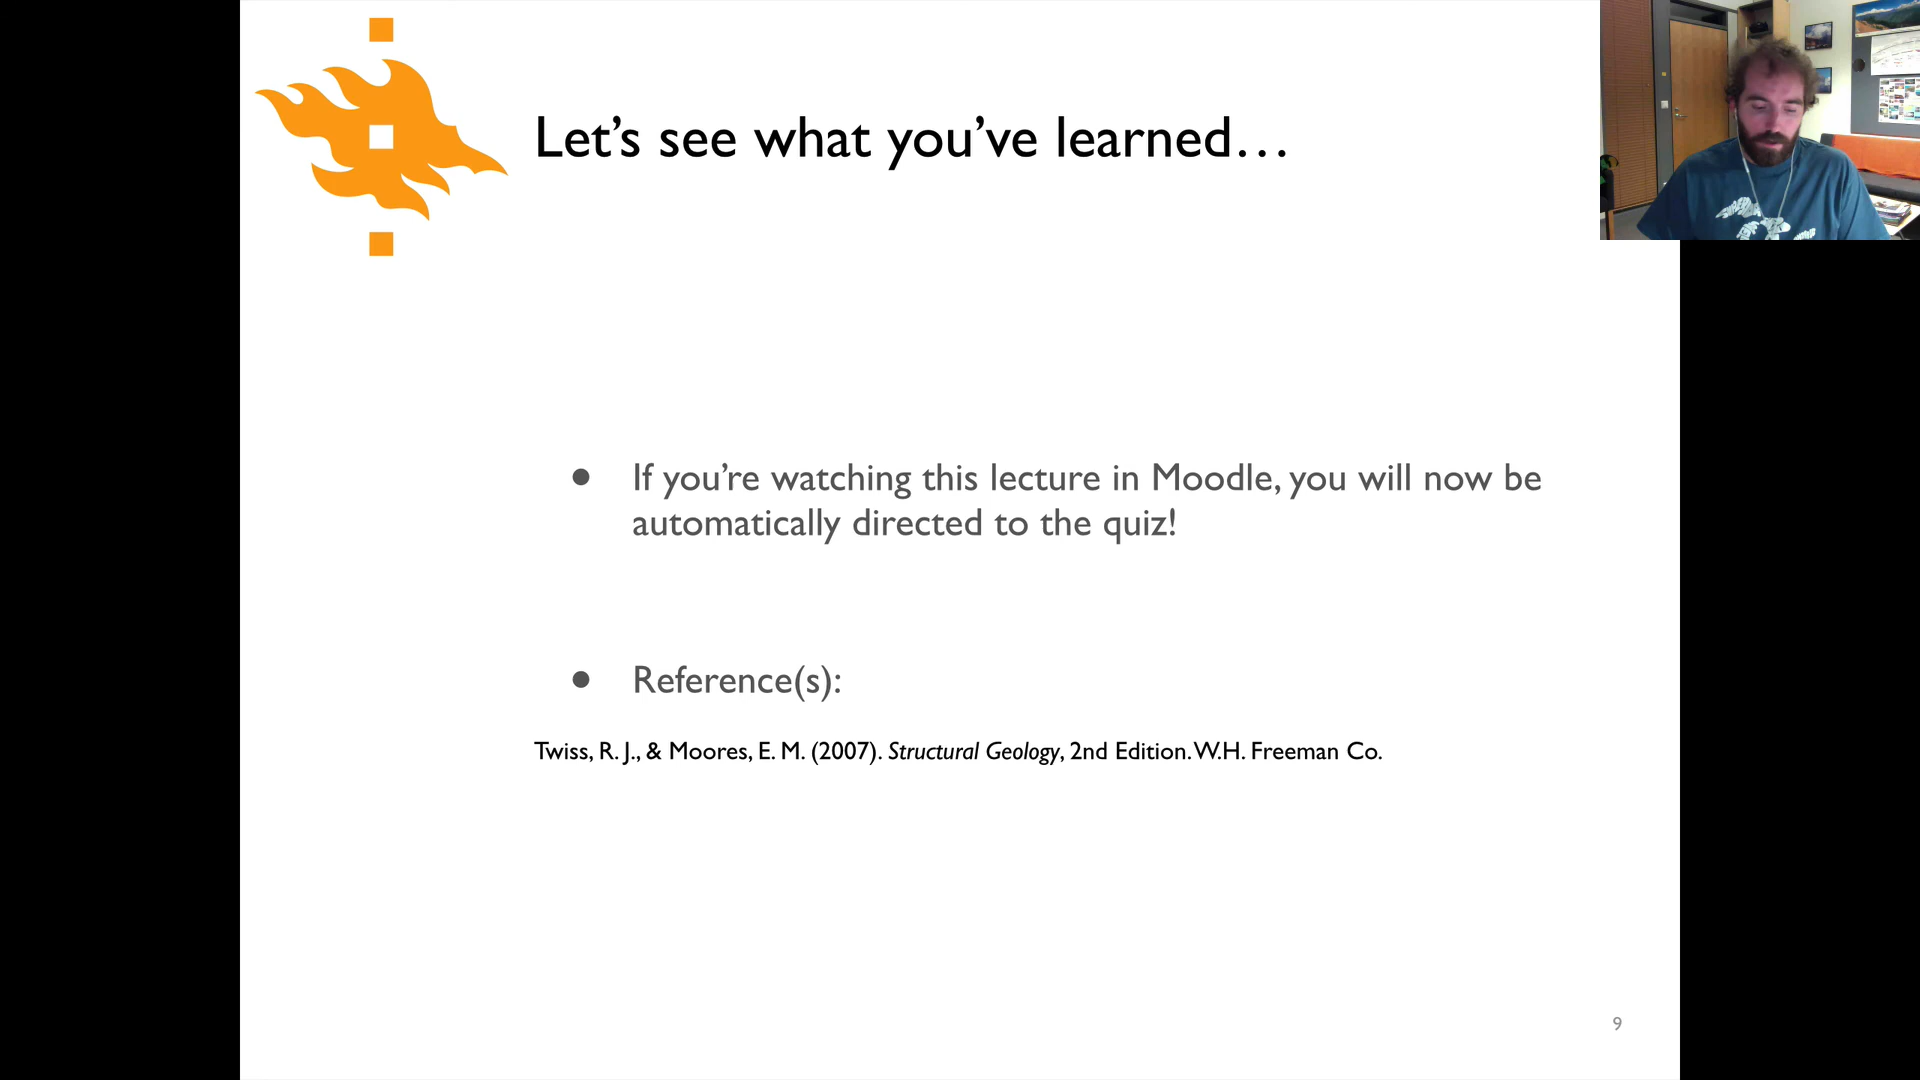 Let’s see what you’ve learned…
• If you’re watching this lecture in Moodle, you will now be
automatically directed to the quiz!
• Reference(s):
Twiss, R. J., & Moores, E. M. (2007). Structural Geology, 2nd Edition. W.H. Freeman Co.
9